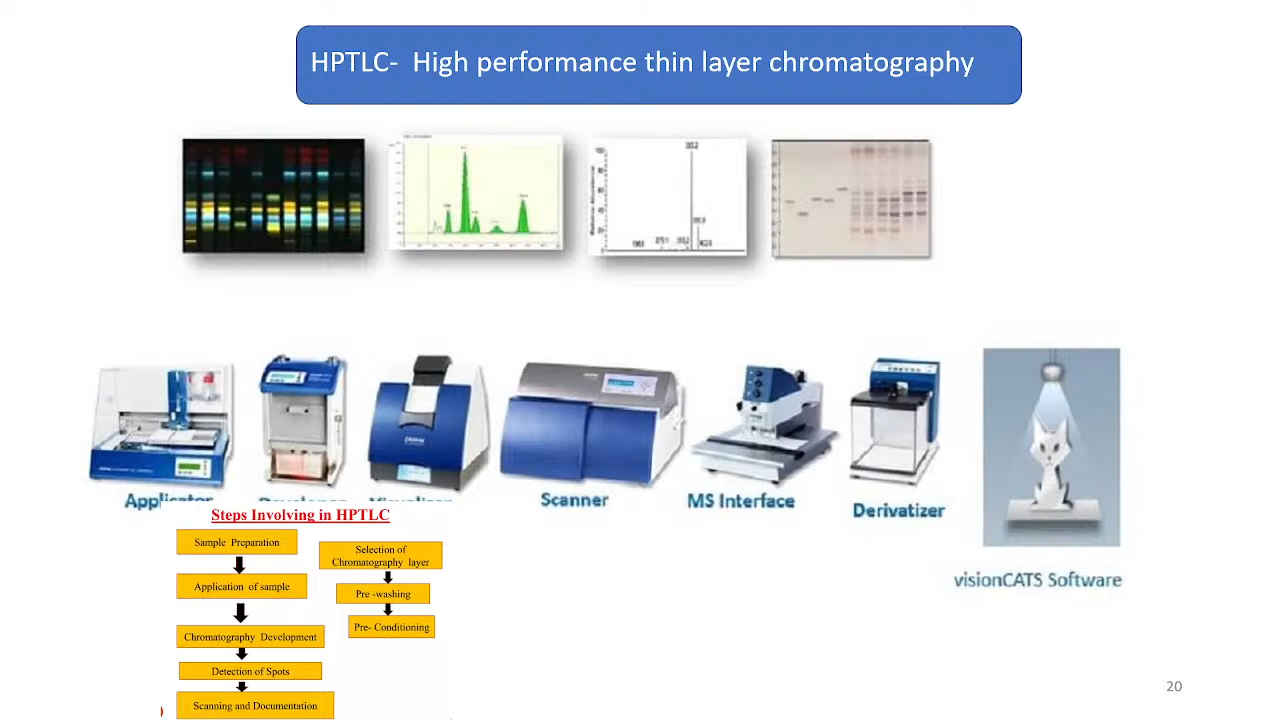 HPTLC- High performance thin layer chromatography
Applicator
Scanner
MS Interface
Derivatizer
visionCATS Software
Steps Involving in HPTLC
Sample Preparation
Application of sample
Chromatography Development
Detection of Spots
Scanning and Documentation
Selection of
Chromatography layer
Pre -washing
Pre- Conditioning
20